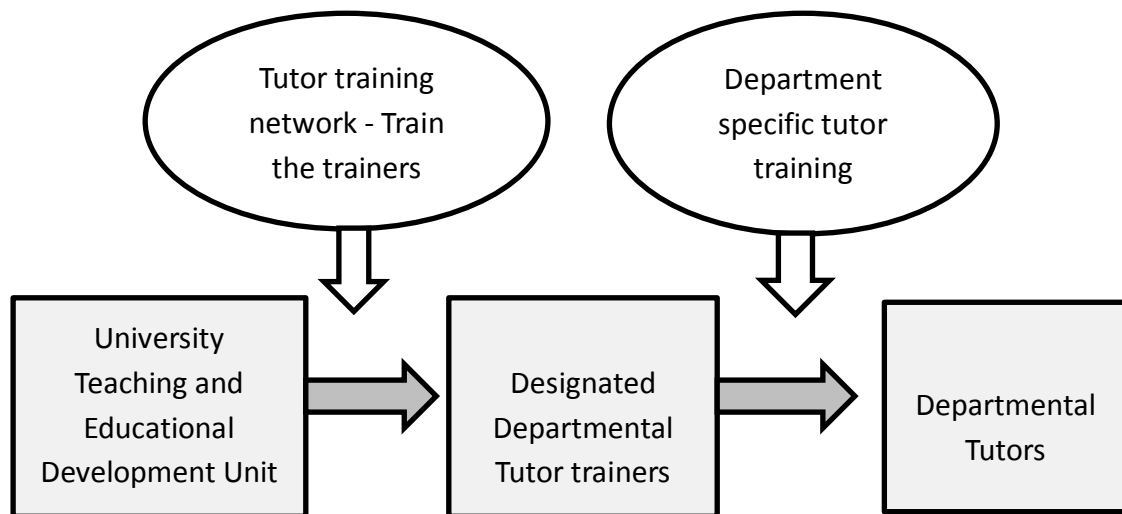 Tutor training
network - Train
the trainers
Department
specific tutor
training
University
Teaching and
Educational
Development Unit
Designated
Departmental
Tutor trainers
Departmental
Tutors